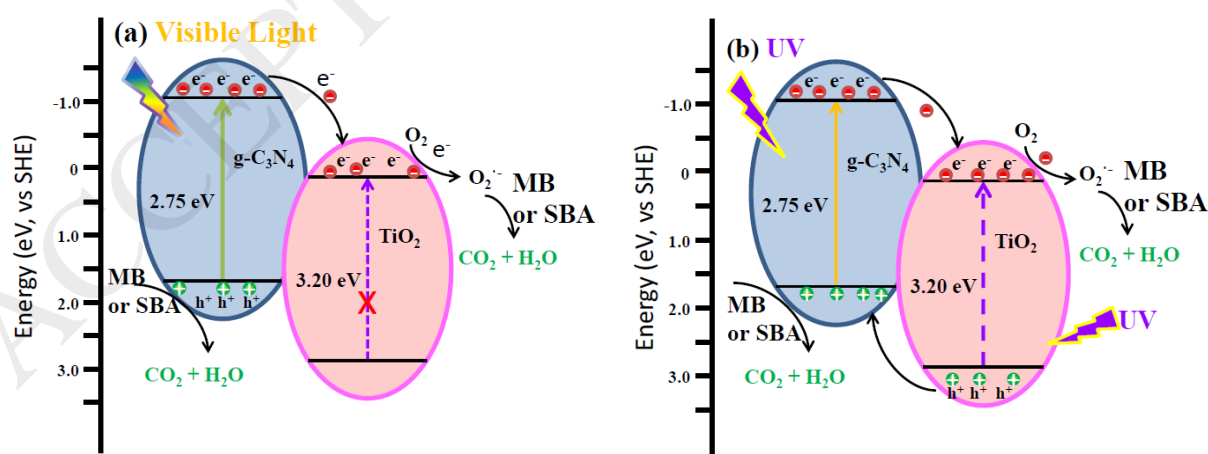 ACCEPT
(a) Visible Light
Energy (eV, vs SHE)
-1.0
0
1.0
2.0
3.0
e- e- e-
g-C3N4
2.75 eV
h+ h+ h+
e-
e- e- e-
TiO2
3.20 eV
X
O2
e-
O2·-
MB
or SBA
CO2 + H2O
MB
or SBA
CO2 + H2O
(b) UV
Energy (eV, vs SHE)
-1.0
0
1.0
2.0
3.0
e- e- e-
g-C3N4
2.75 eV
e- e- e-
TiO2
3.20 eV
h+ h+ h+
O2
O2·-
MB
or SBA
CO2 + H2O
MB
or SBA
CO2 + H2O
UV